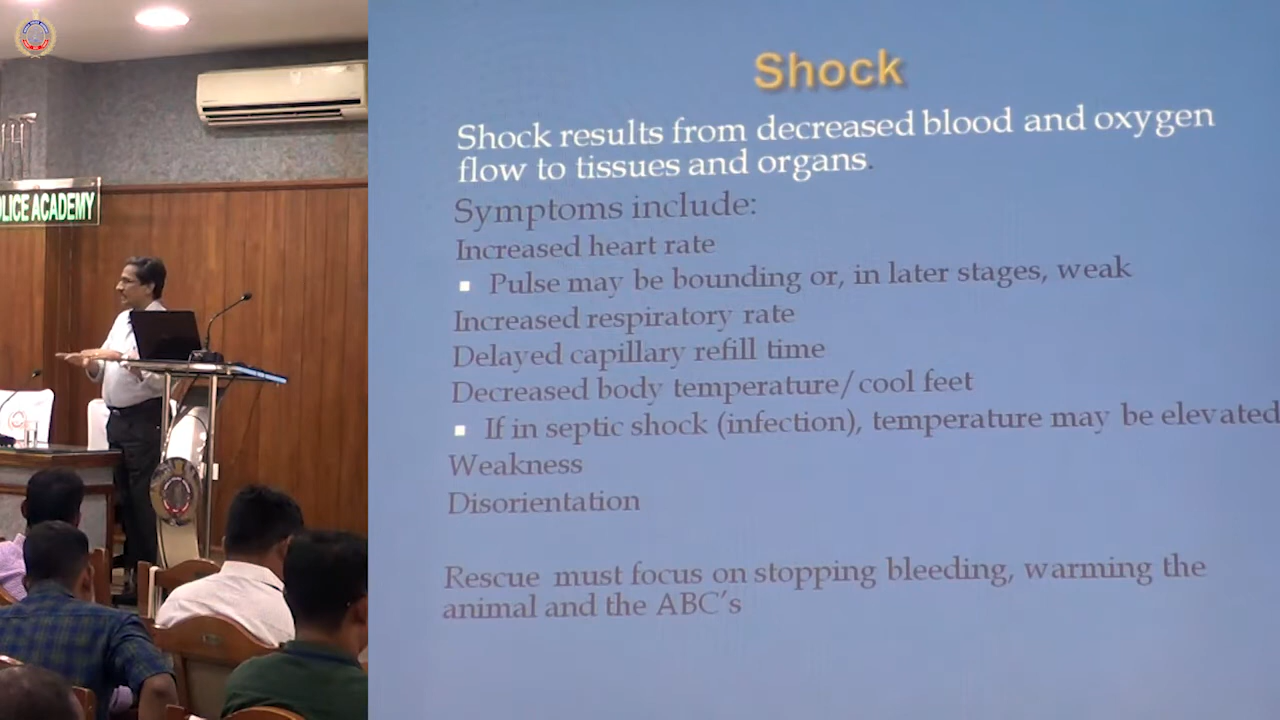 LICE ACADEMY
Shock
Shock results from decreased blood and oxygen
flow to tissues and organs.
Symptoms include:
Increased heart rate
▪ Pulse may be bounding or, in later stages, weak
Increased respiratory rate
Delayed capillary refill time
Decreased body temperature/cool feet
▪ If in septic shock (infection), temperature may be elevated
Weakness
Disorientation
Rescue must focus on stopping bleeding, warming the
animal and the ABC's